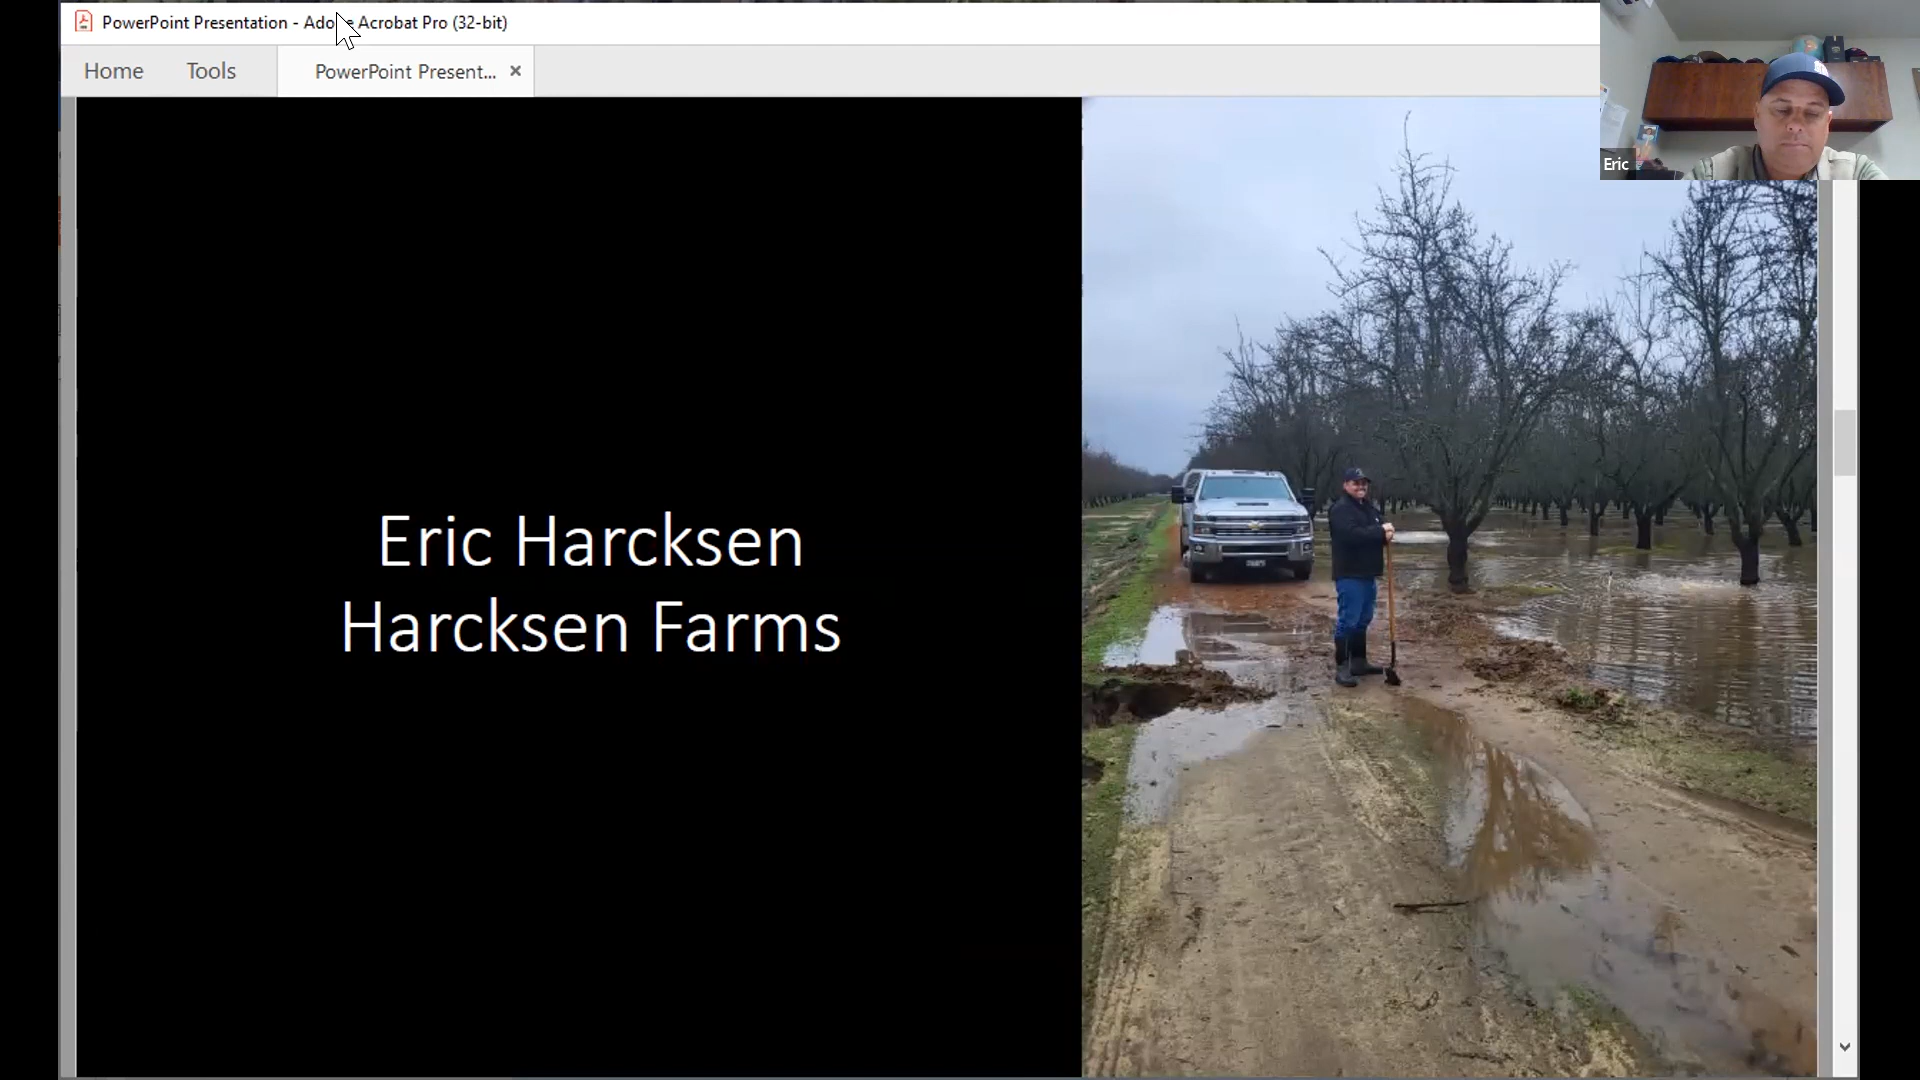 PowerPoint Presentation - Adobe Acrobat Pro (32-bit)
Home
Tools
PowerPoint Present...
Eric
Eric Harcksen
Harcksen Farms